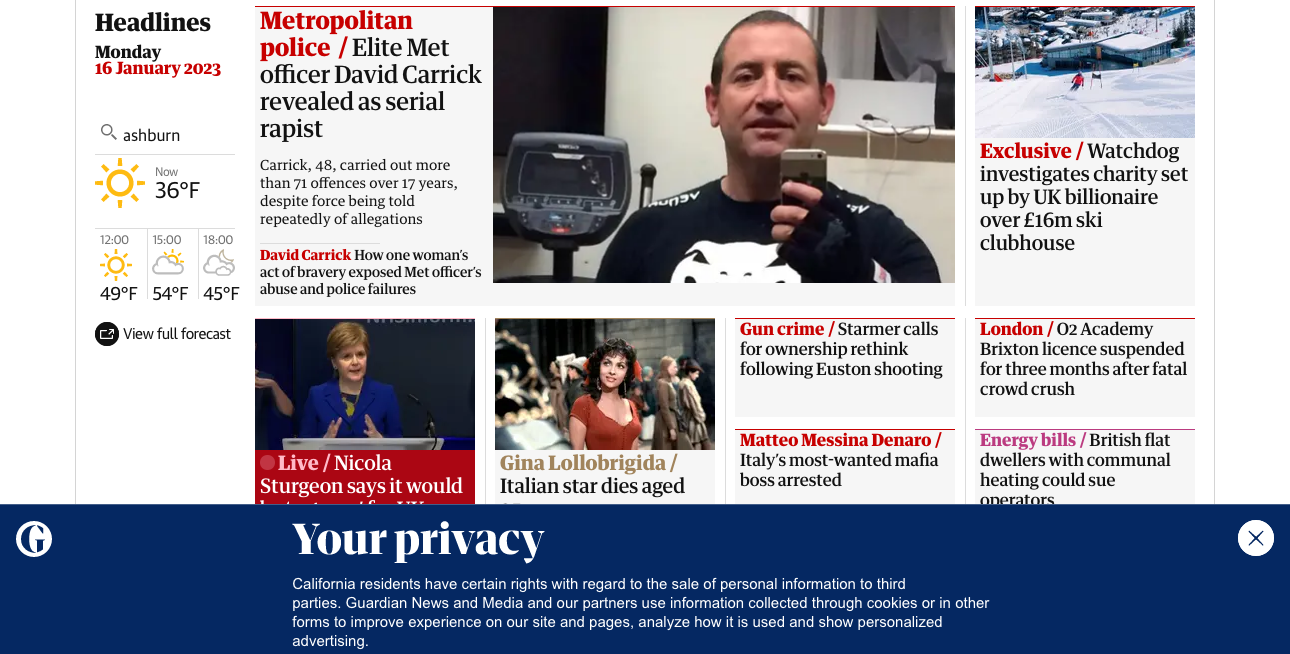 Headlines
Monday
16 January 2023
ashburn
Now
36°F
12:00
15:00
18:00
49°F
54°F
45°F
View full forecast
Metropolitan
police / Elite Met
officer David Carrick
revealed as serial
rapist
Carrick, 48, carried out more
than 71 offences over 17 years,
despite force being told
repeatedly of allegations
David Carrick How one woman's
act of bravery exposed Met officer's
abuse and police failures
Exclusive / Watchdog
investigates charity set
up by UK billionaire
over £16m ski
clubhouse
Live / Nicola
Sturgeon says it would
Gina Lollobrigida /
Italian star dies aged
Gun crime / Starmer calls
for ownership rethink
following Euston shooting
Matteo Messina Denaro /
Italy's most-wanted mafia
boss arrested
London / O2 Academy
Brixton licence suspended
for three months after fatal
crowd crush
Energy bills / British flat
dwellers with communal
heating could sue
operators
G
Your privacy
California residents have certain rights with regard to the sale of personal information to third
parties. Guardian News and Media and our partners use information collected through cookies or in other
forms to improve experience on our site and pages, analyze how it is used and show personalized
advertising.